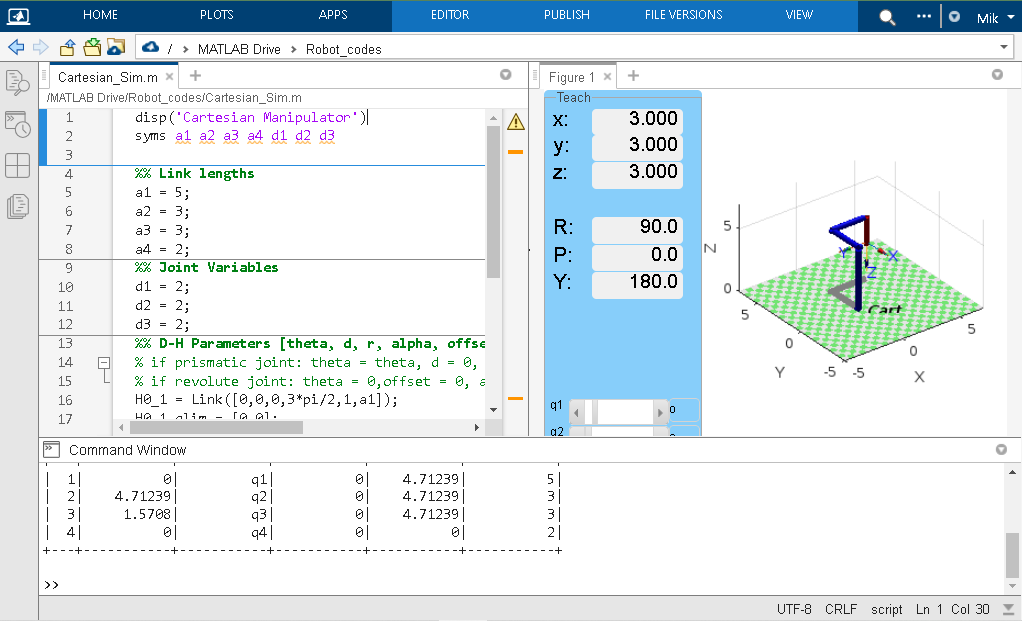 HOME PLOTS APPS EDITOR PUBLISH FILE VERSIONS VIEW Mik
/ > MATLAB Drive > Robot_codes
Cartesian_Sim.m × +
/MATLAB Drive/Robot_codes/Cartesian_Sim.m
1 disp('Cartesian Manipulator')
2 syms a1 a2 a3 a4 d1 d2 d3
3
4 %% Link lengths
5 a1 = 5;
6 a2 = 3;
7 a3 = 3;
8 a4 = 2;
9 %% Joint Variables
10 d1 = 2;
11 d2 = 2;
12 d3 = 2;
13 %% D-H Parameters [theta, d, r, alpha, offse
14 % if prismatic joint: theta = theta, d = 0,
15 % if revolute joint: theta = 0,offset = 0, a
16 H0_1 = Link([0,0,0,3*pi/2,1,a1]);
17 H0_1.qlim = [0 0];
Figure 1 × +
Teach
x: 3.000
y: 3.000
z: 3.000
R: 90.0
P: 0.0
Y: 180.0
q1 0
q2
Z
5
0
5
0
-5
Y
-5
0
5
X
Y
X
Z
Cart
Command Window
| 1| 0| q1| 0| 4.71239| 5|
| 2| 4.71239| q2| 0| 4.71239| 3|
| 3| 1.5708| q3| 0| 4.71239| 3|
| 4| 0| q4| 0| 0| 2|
+---+-----------+-----------+-----------+-----------+-----------+
>>
UTF-8 CRLF script Ln 1 Col 30